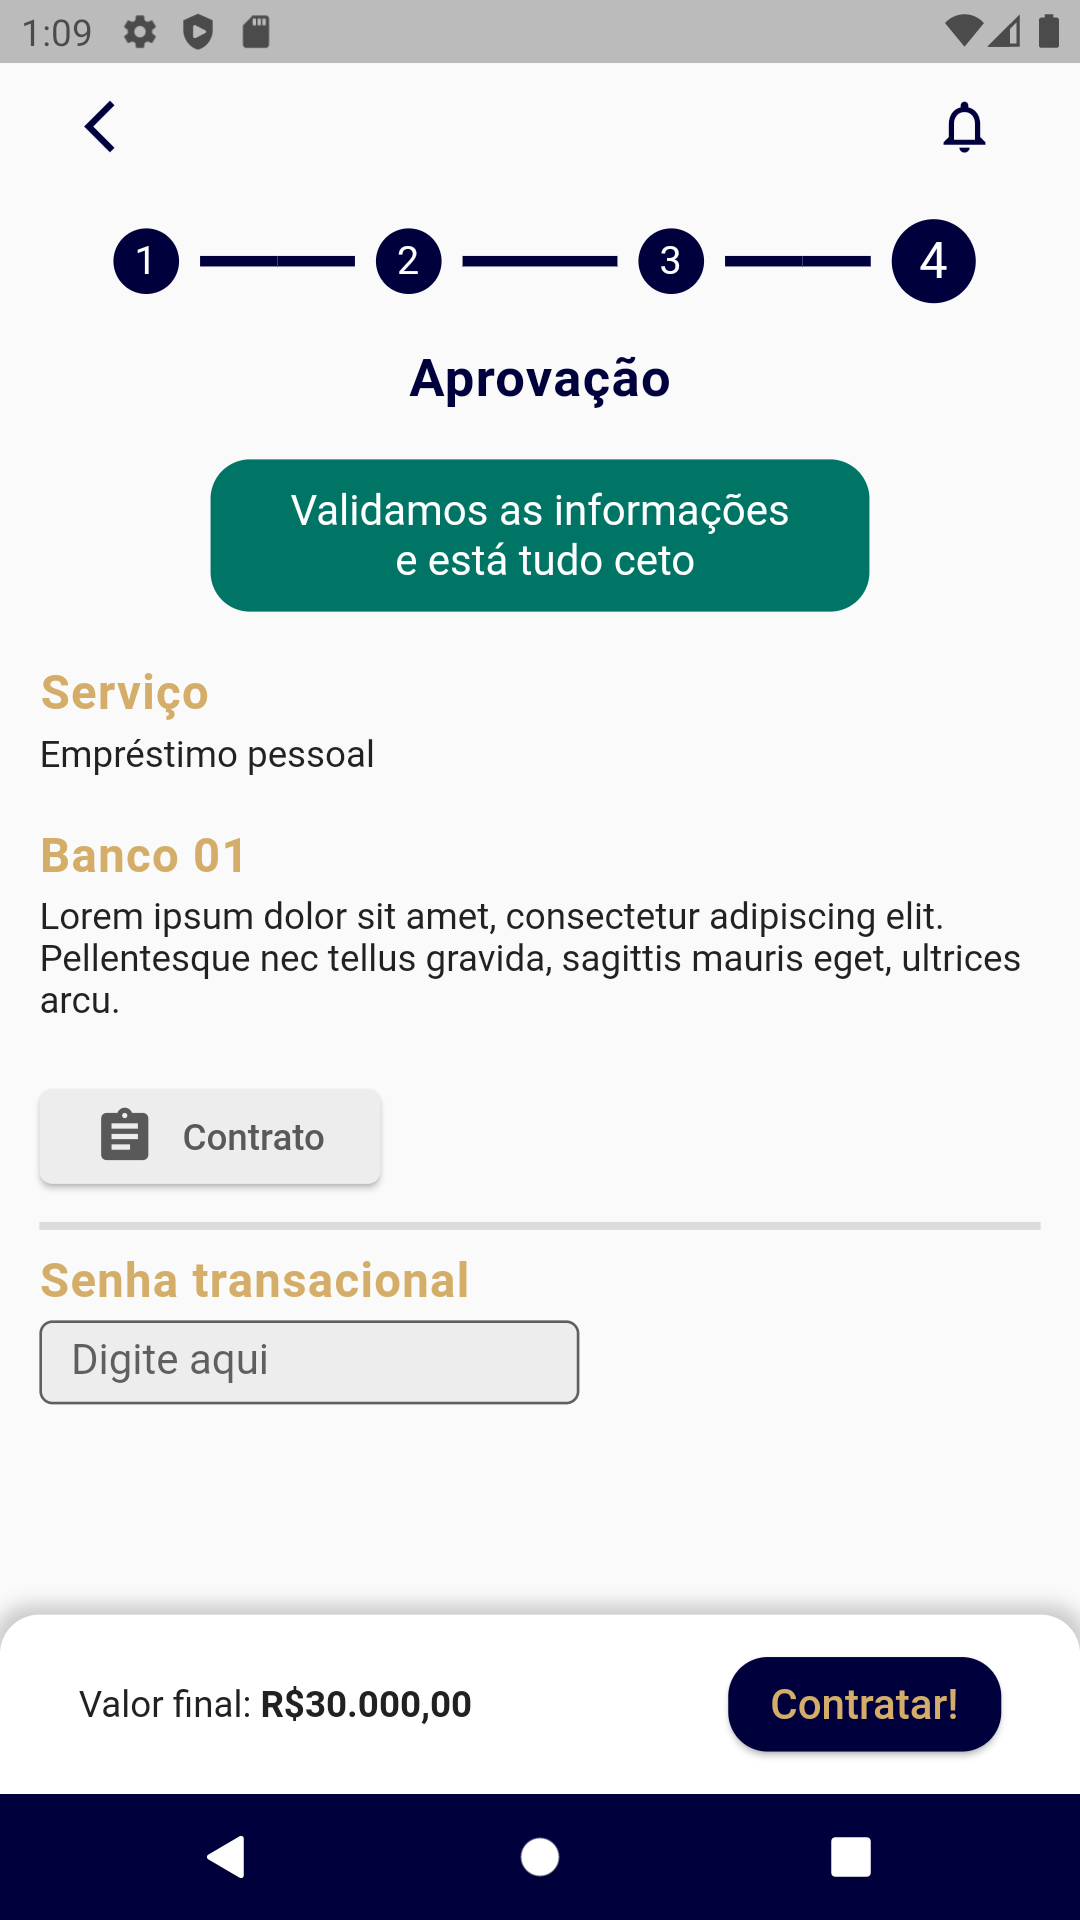 1:09
1 2 3 4
Aprovação
Validamos as informações
e está tudo ceto
Serviço
Empréstimo pessoal
Banco 01
Lorem ipsum dolor sit amet, consectetur adipiscing elit.
Pellentesque nec tellus gravida, sagittis mauris eget, ultrices
arcu.
Contrato
Senha transacional
Digite aqui
Valor final: R$30.000,00
Contratar!